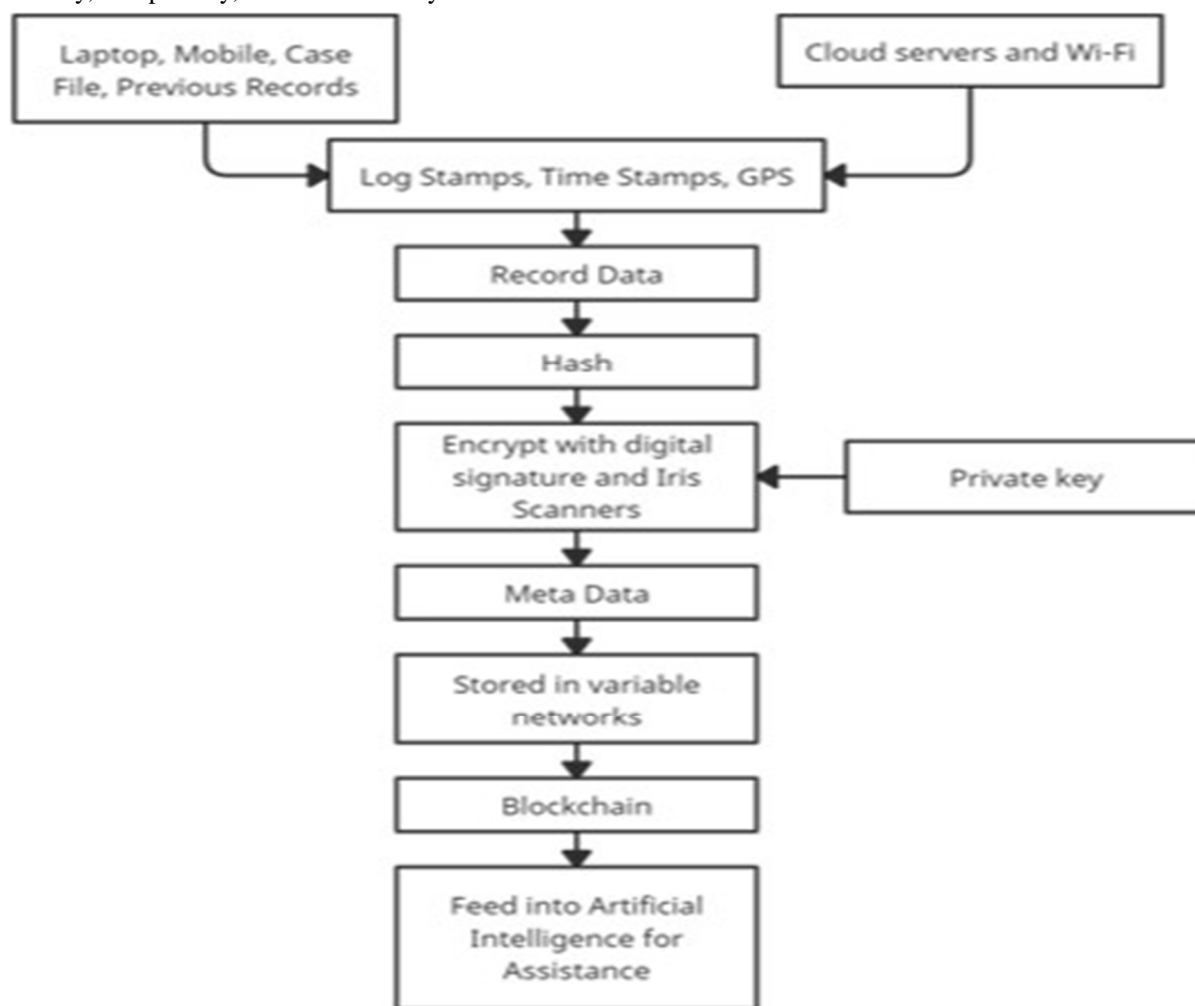 Laptop, Mobile, Case
File, Previous Records
Cloud servers and Wi-Fi
Log Stamps, Time Stamps, GPS
Record Data
Hash
Encrypt with digital
signature and Iris
Scanners
Private key
Meta Data
Stored in variable
networks
Blockchain
Feed into Artificial
Intelligence for
Assistance